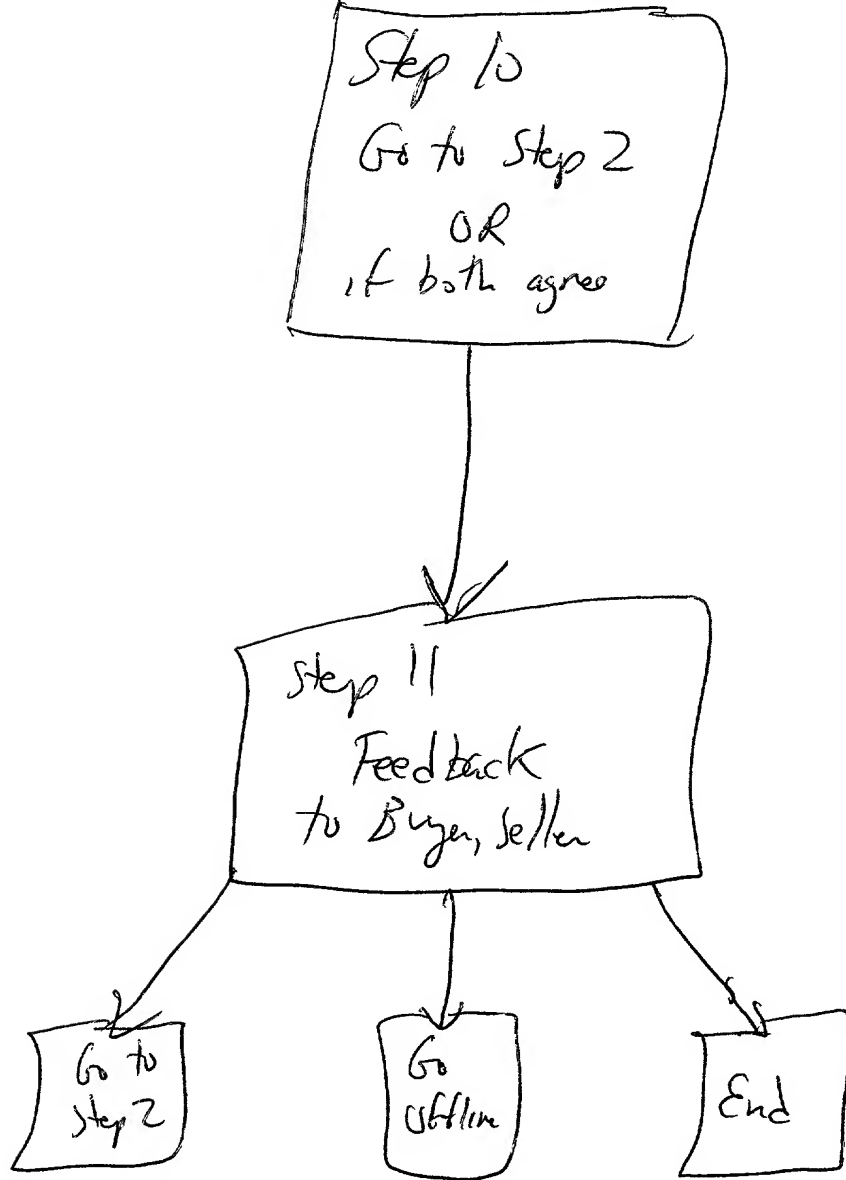 Step 10
Go to Step 2
OR
if both agree
Step 11
Feedback
to Buyer, Seller
Go to
Step 2
Go
Offline
End